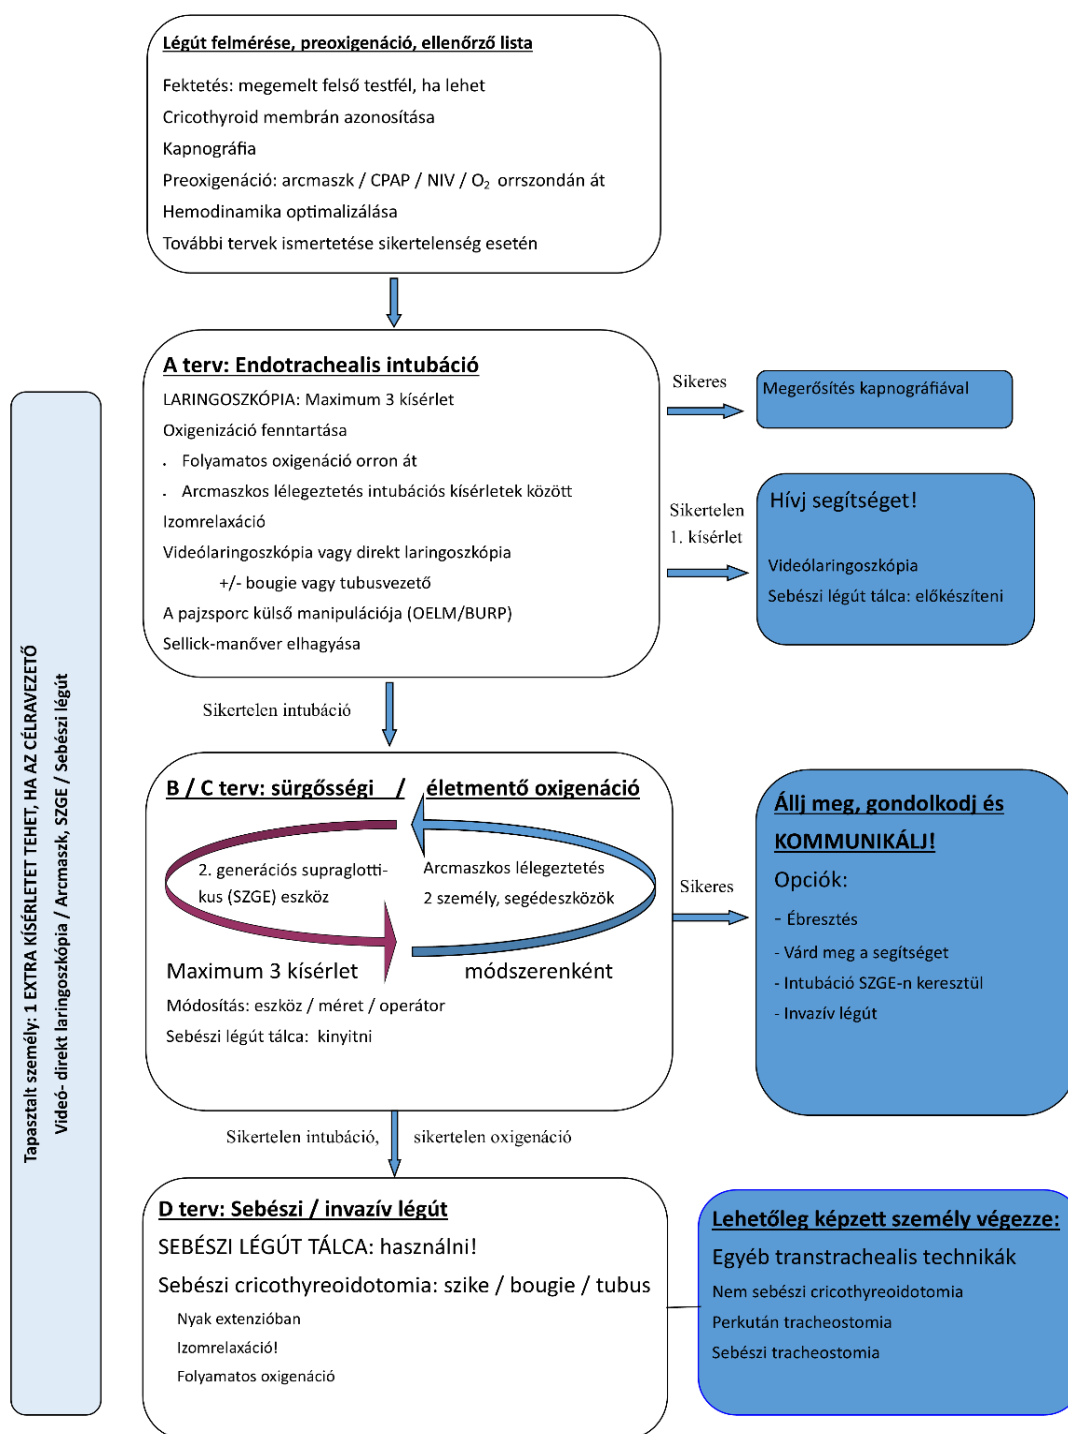 Légút felmérése, preoxigenáció, ellenőrző lista
Fektetés: megemelt felső testfél, ha lehet
Cricothyroid membrán azonosítása
Kapnográfia
Preoxigenáció: arcmaszk / CPAP / NIV / O₂ orrszondán át
Hemodinamika optimalizálása
További tervek ismertetése sikertelenség esetén
A terv: Endotrachealis intubáció
LARINGOSZKÓPIA: Maximum 3 kísérlet
Oxigenizáció fenntartása
. Folyamatos oxigenáció orron át
. Arcmaszkos lélegeztetés intubációs kísérletek között
Izomrelaxáció
Videólaringoszkópia vagy direkt laringoszkópia
+/- bougie vagy tubusvezető
A pajzsporc külső manipulációja (OELM/BURP)
Sellick-manőver elhagyása
Sikeres
Megerősítés kapnográfiával
Sikertelen
1. kísérlet
Hívj segítséget!
Videólaringoszkópia
Sebészi légút tálca: előkészíteni
Sikertelen intubáció
B / C terv: sürgősségi / életmentő oxigenáció
2. generációs supraglotti-
kus (SZGE) eszköz
Arcmaszkos lélegeztetés
2 személy, segédeszközök
Maximum 3 kísérlet módszerenként
Módosítás: eszköz / méret / operátor
Sebészi légút tálca: kinyitni
Sikeres
Állj meg, gondolkodj és
KOMMUNIKÁLJ!
Opciók:
- Ébresztés
- Várd meg a segítséget
- Intubáció SZGE-n keresztül
- Invazív légút
Sikertelen intubáció, sikertelen oxigenáció
D terv: Sebészi / invazív légút
SEBÉSZI LÉGÚT TÁLCA: használni!
Sebészi cricothyreoidotomia: szike / bougie / tubus
Nyak extenzióban
Izomrelaxáció!
Folyamatos oxigenáció
Lehetőleg képzett személy végezze:
Egyéb transtrachealis technikák
Nem sebészi cricothyreoidotomia
Perkután tracheostomia
Sebészi tracheostomia
Tapasztalt személy: 1 EXTRA KÍSÉRLETET TEHET, HA AZ CÉLRAVEZETŐ
Videó- direkt laringoszkópia / Arcmaszk, SZGE / Sebészi légút